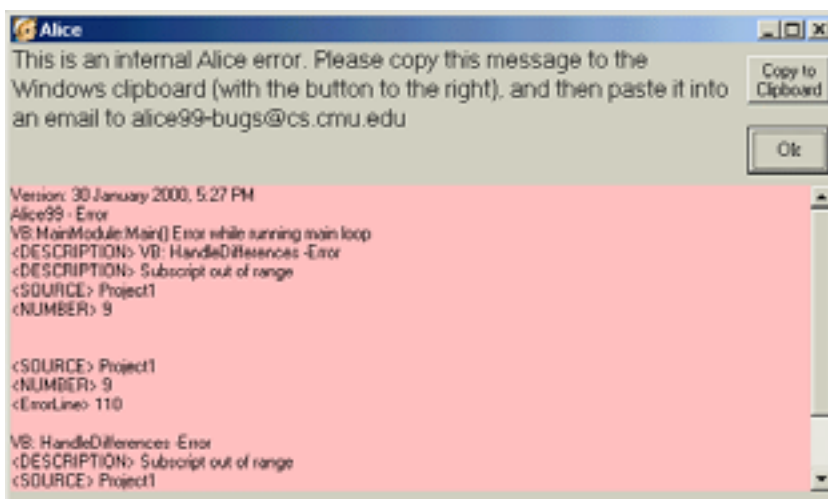 Alice
This is an internal Alice error. Please copy this message to the
Windows clipboard (with the button to the right), and then paste it into
an email to alice99-bugs@cs.cmu.edu
Copy to
Clipboard
Ok
Version: 30 January 2000, 5:27 PM
Alice99 - Error
VB:MainModule:Main() Error while running main loop
<DESCRIPTION> VB: HandleDifferences -Error
<DESCRIPTION> Subscript out of range
<SOURCE> Project1
<NUMBER> 9
<SOURCE> Project1
<NUMBER> 9
<ErrorLine> 110
VB: HandleDifferences -Error
<DESCRIPTION> Subscript out of range
<SOURCE> Project1